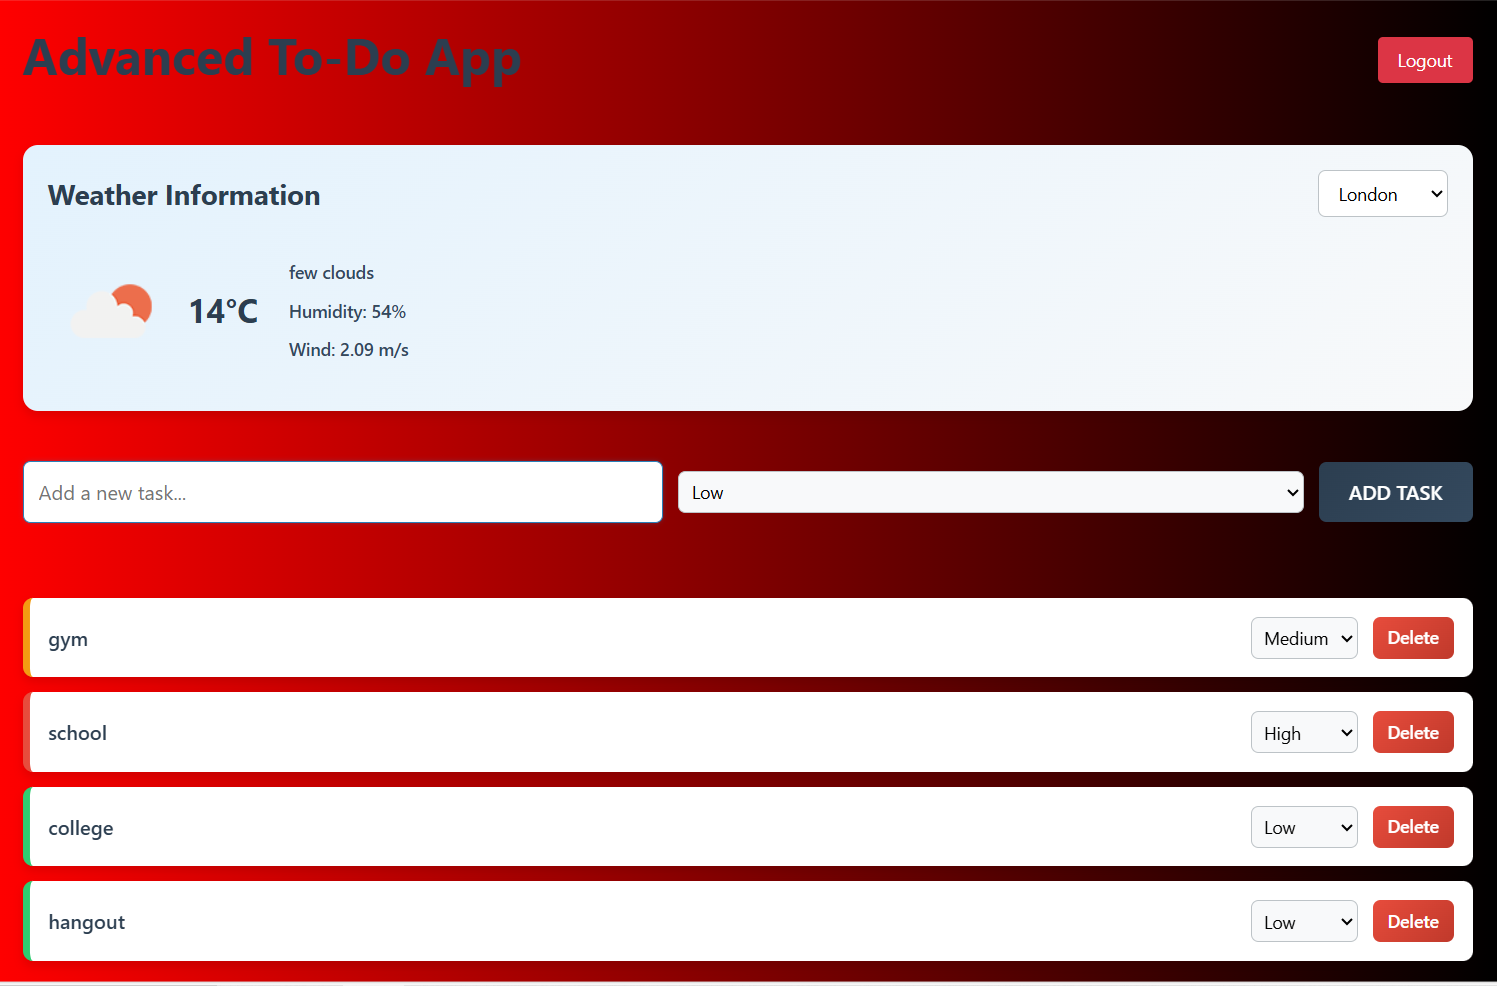 Advanced To-Do App
Logout
Weather Information
London
14°C
few clouds
Humidity: 54%
Wind: 2.09 m/s
Add a new task...
Low
ADD TASK
gym
Medium
Delete
school
High
Delete
college
Low
Delete
hangout
Low
Delete